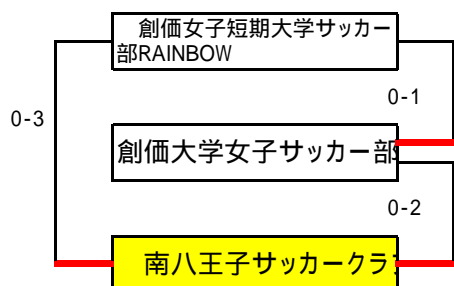 創価女子短期大学サッカー
部RAINBOW
0-1
0-3
創価大学女子サッカー部
0-2
南八王子サッカークラ